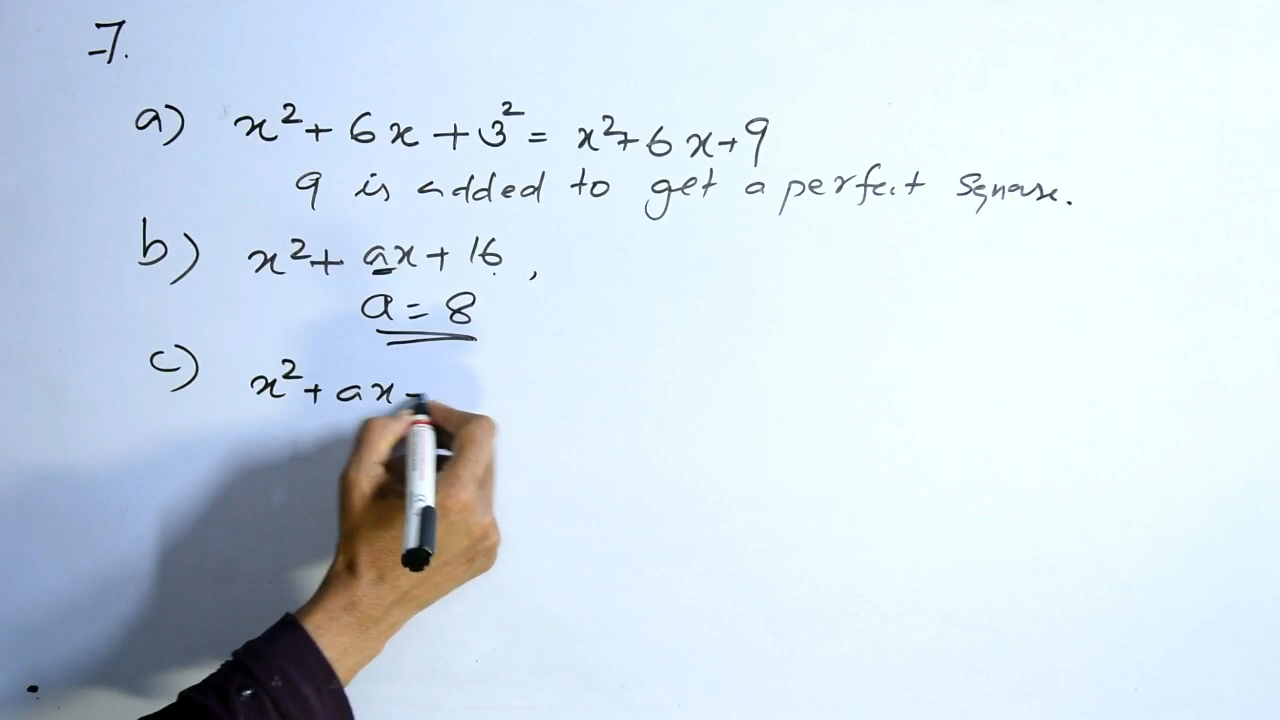 7.
a) x² + 6x + 3² = x² + 6x + 9
9 is added to get a perfect square.
b) x² + ax + 16,
a = 8
c) x² + ax